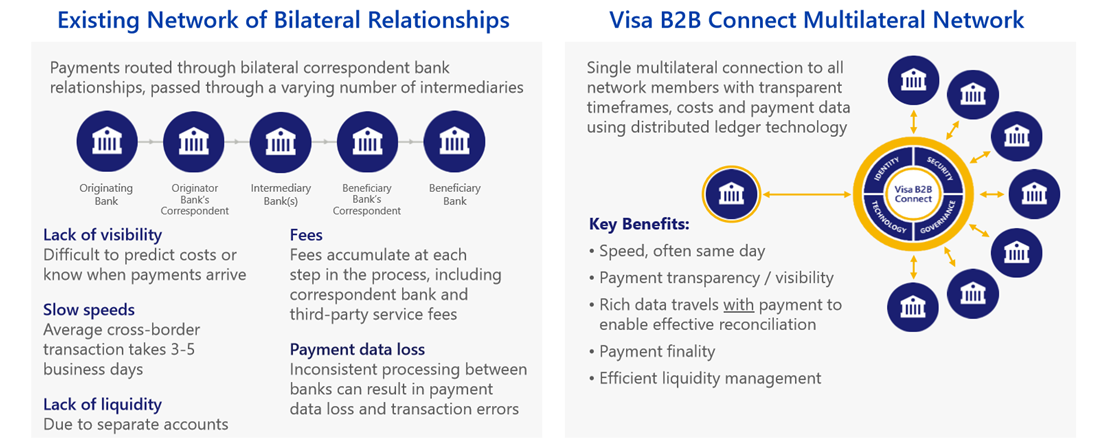 Existing Network of Bilateral Relationships
Payments routed through bilateral correspondent bank
relationships, passed through a varying number of intermediaries
Originating
Bank
Originator
Bank's
Correspondent
Intermediary
Bank(s)
Beneficiary
Bank's
Correspondent
Beneficiary
Bank
Lack of visibility
Difficult to predict costs or
know when payments arrive
Slow speeds
Average cross-border
transaction takes 3-5
business days
Lack of liquidity
Due to separate accounts
Fees
Fees accumulate at each
step in the process, including
correspondent bank and
third-party service fees
Payment data loss
Inconsistent processing between
banks can result in payment
data loss and transaction errors
Visa B2B Connect Multilateral Network
Single multilateral connection to all
network members with transparent
timeframes, costs and payment data
using distributed ledger technology
IDENTITY
SECURITY
TECHNOLOGY
GOVERNANCE
Visa B2B
Connect
Key Benefits:
• Speed, often same day
• Payment transparency / visibility
• Rich data travels with payment to
enable effective reconciliation
• Payment finality
• Efficient liquidity management